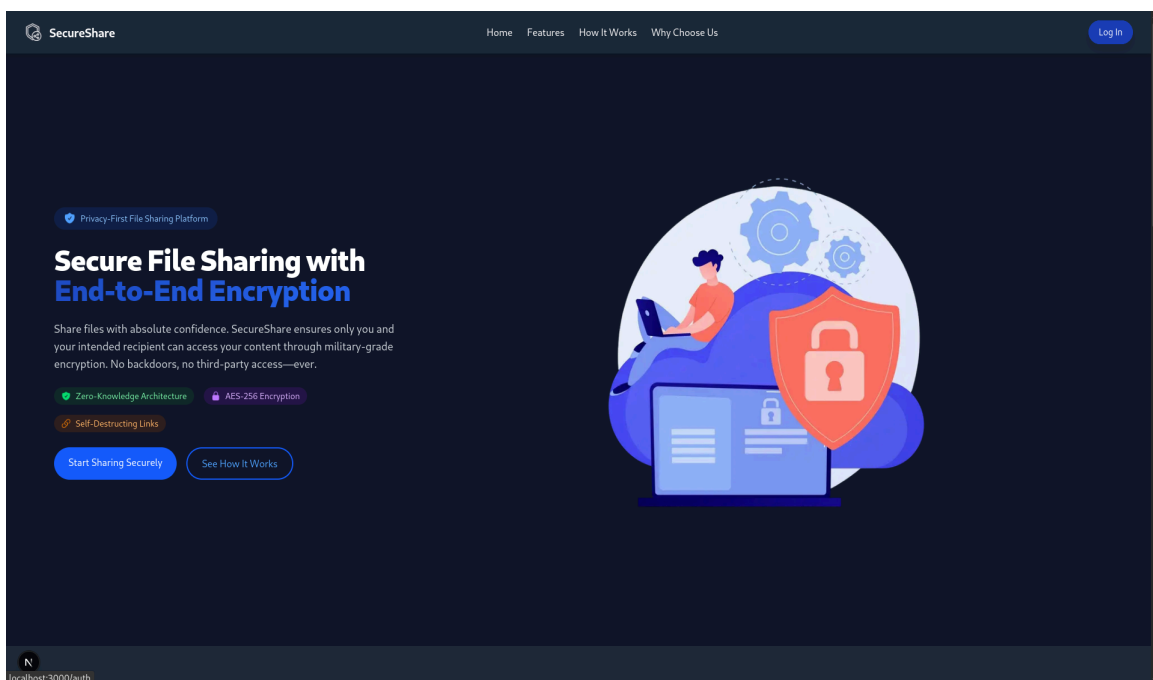 SecureShare
Home Features How It Works Why Choose Us
Log In
Privacy-First File Sharing Platform
Secure File Sharing with
End-to-End Encryption
Share files with absolute confidence. SecureShare ensures only you and
your intended recipient can access your content through military-grade
encryption. No backdoors, no third-party access—ever.
Zero-Knowledge Architecture AES-256 Encryption
Self-Destructing Links
Start Sharing Securely See How It Works
N
localhost:3000/auth